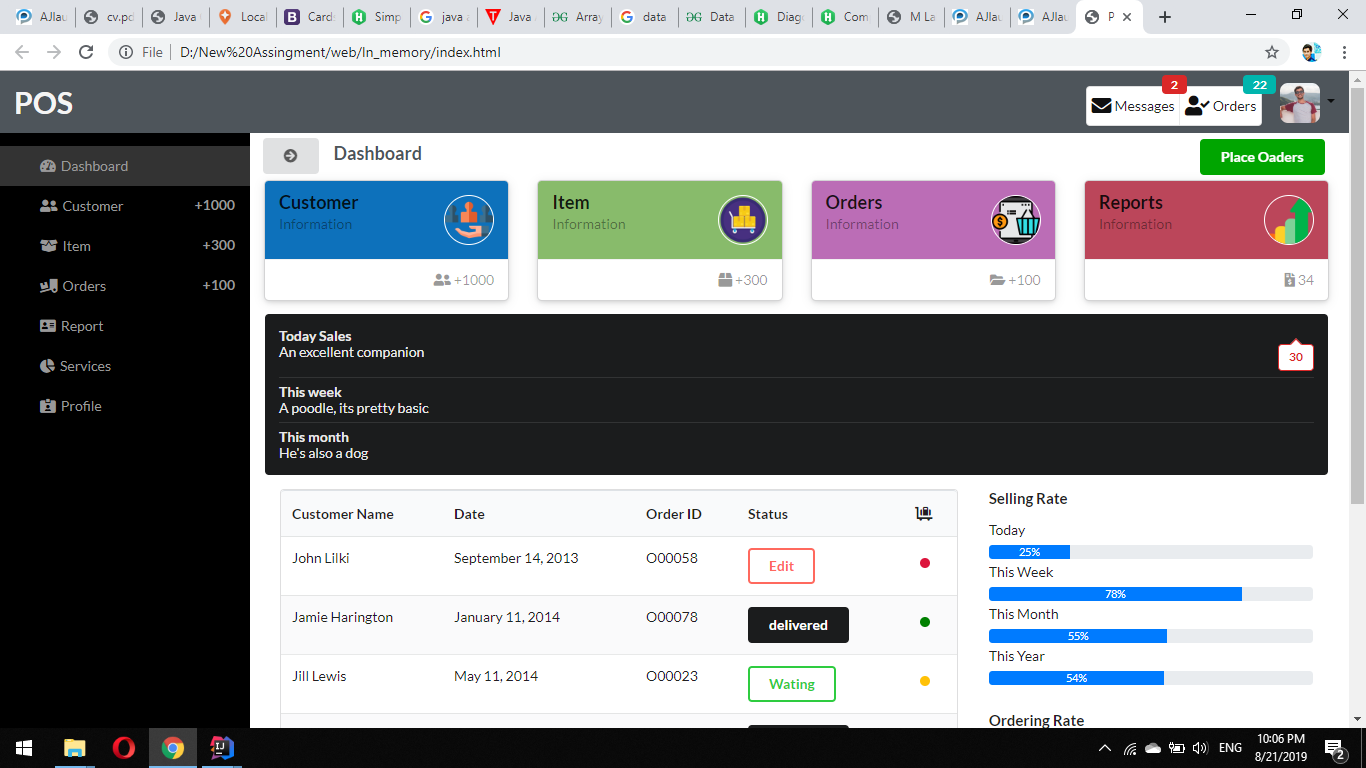 AJlau
cv.pd
Java
Local
Card
Simp
java a
Java
Array
data
Data
Diag
Com
M La
AJlau
AJlau
P
File
D:/New%20Assingment/web/In_memory/index.html
POS
2
Messages
22
Orders
Dashboard
Customer +1000
Item +300
Orders +100
Report
Services
Profile
Dashboard
Place Oaders
Customer
Information
+1000
Item
Information
+300
Orders
Information
+100
Reports
Information
34
Today Sales
An excellent companion
30
This week
A poodle, its pretty basic
This month
He's also a dog
Customer Name Date Order ID Status
John Lilki September 14, 2013 O00058 Edit
Jamie Harington January 11, 2014 O00078 delivered
Jill Lewis May 11, 2014 O00023 Wating
Selling Rate
Today
25%
This Week
78%
This Month
55%
This Year
54%
Ordering Rate
ENG
10:06 PM
8/21/2019
2